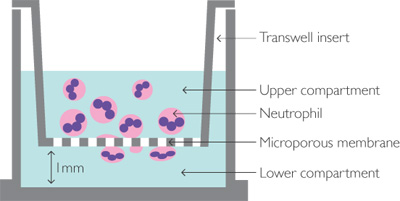 Transwell insert
Upper compartment
Neutrophil
Microporous membrane
1mm
Lower compartment